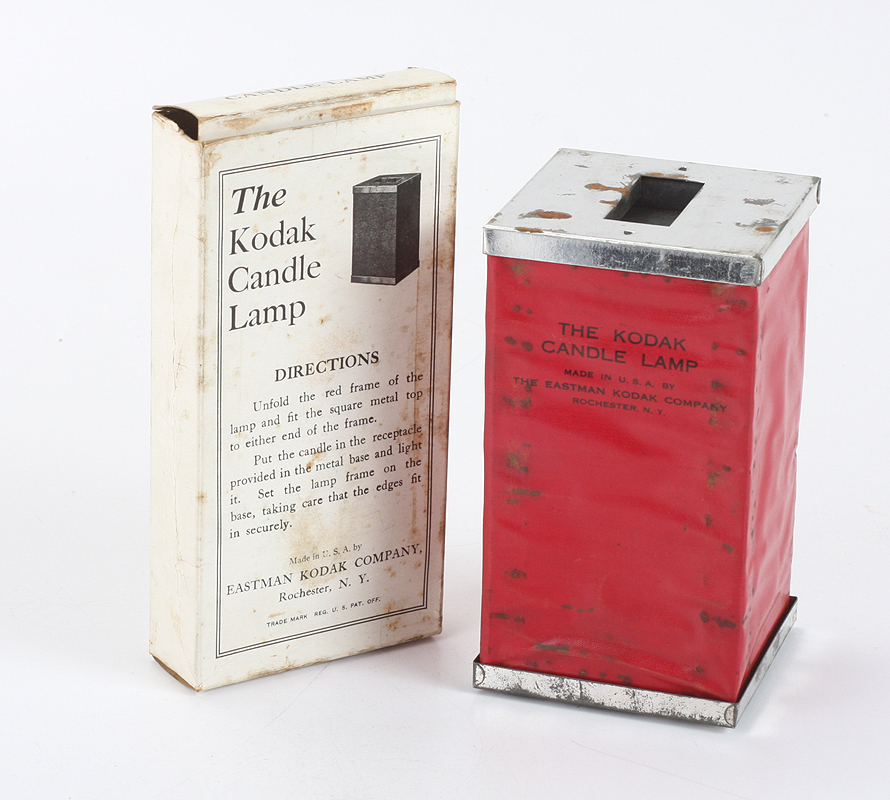 CANDLE LAMP
The
Kodak
Candle
Lamp
DIRECTIONS
Unfold the red frame of the
lamp and fit the square metal top
to either end of the frame.
Put the candle in the receptacle
provided in the metal base and light
it. Set the lamp frame on the
base, taking care that the edges fit
in securely.
Made in U. S. A. by
EASTMAN KODAK COMPANY,
Rochester, N. Y.
TRADE MARK REG. U. S. PAT. OFF.
THE KODAK
CANDLE LAMP
MADE IN U. S. A. BY
THE EASTMAN KODAK COMPANY
ROCHESTER, N. Y.